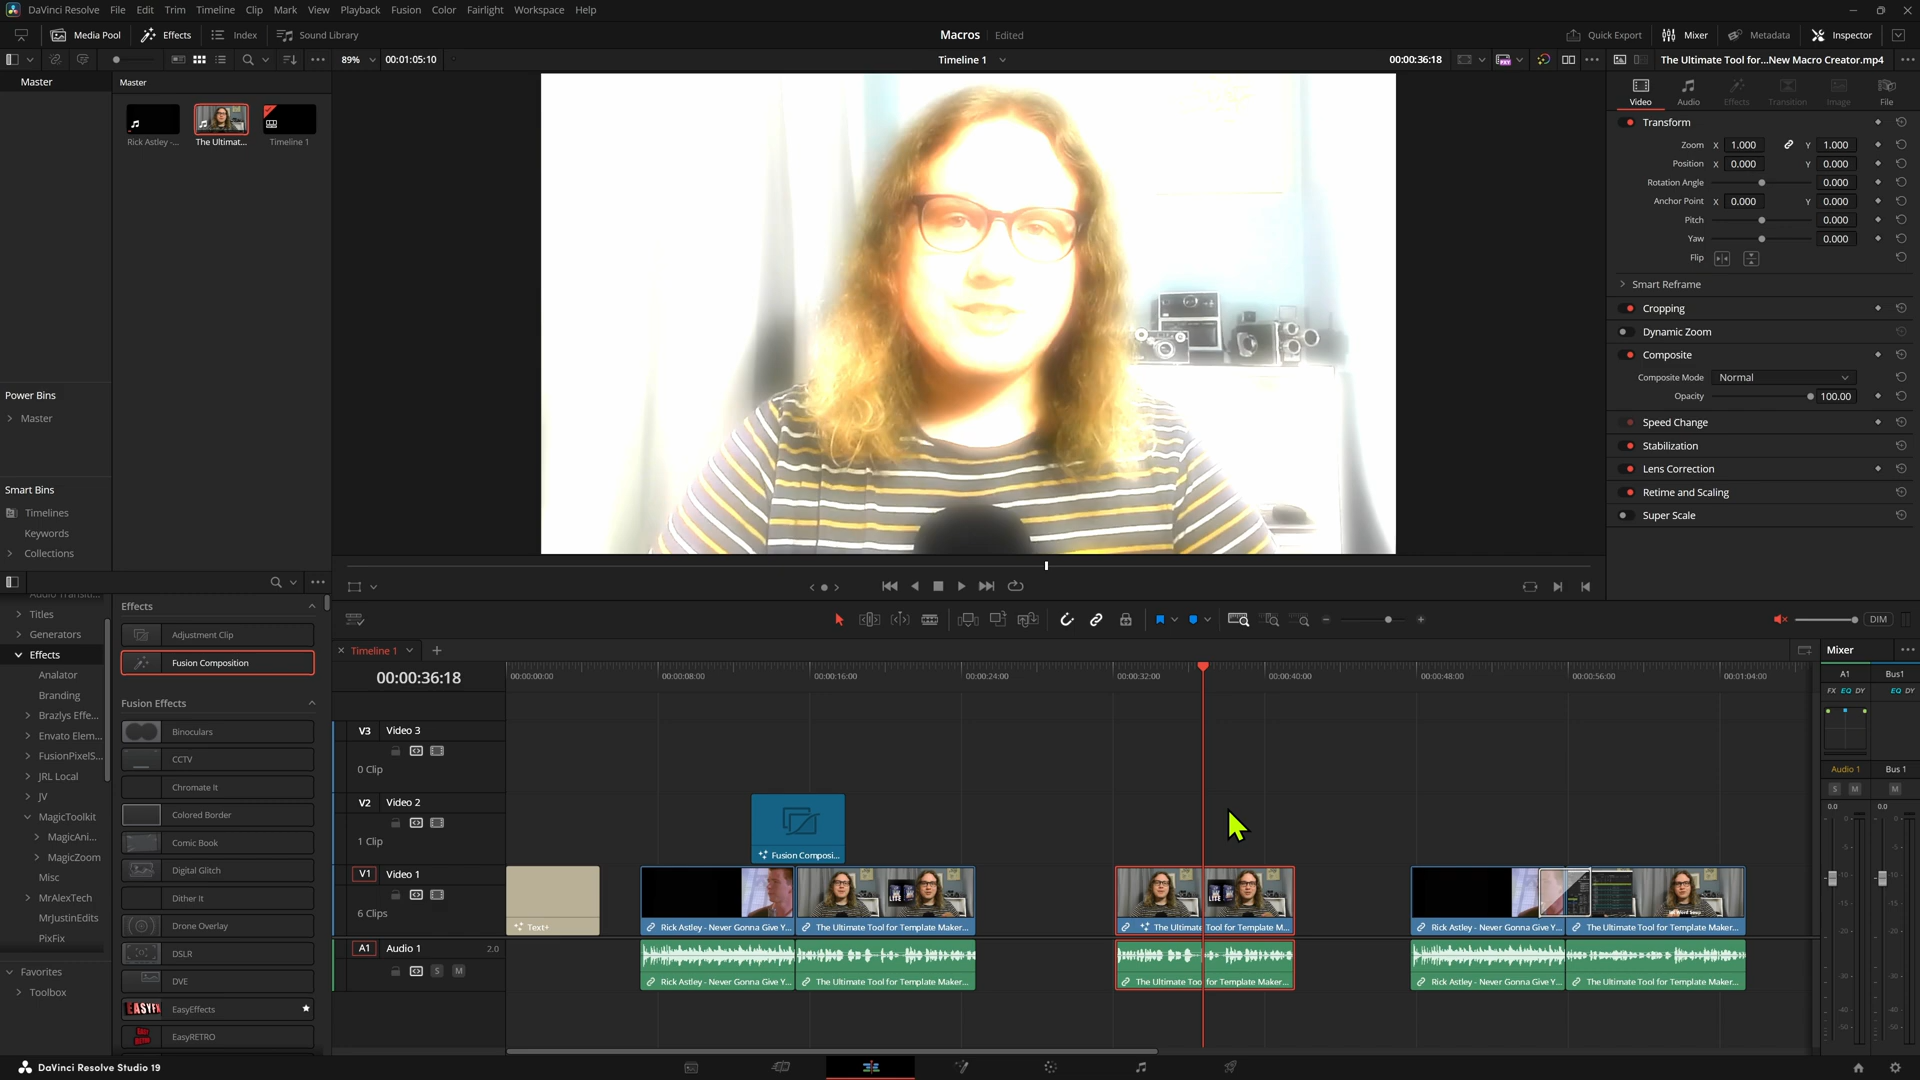 DaVinci Resolve File Edit Trim Timeline Clip Mark View Playback Fusion Color Fairlight Workspace Help
Media Pool Effects Index Sound Library Macros Edited Quick Export Mixer Metadata Inspector
89% 00:01:05:10 Timeline 1 00:00:36:18 The Ultimate Tool for...New Macro Creator.mp4
Master Master
Rick Astley -... The Ultimat... Timeline 1
Video Audio Effects Transition Image File
Transform
Zoom X 1.000 Y 1.000
Position X 0.000 Y 0.000
Rotation Angle 0.000
Anchor Point X 0.000 Y 0.000
Pitch 0.000
Yaw 0.000
Flip
Smart Reframe
Cropping
Dynamic Zoom
Composite
Composite Mode Normal
Opacity 100.00
Speed Change
Stabilization
Lens Correction
Retime and Scaling
Super Scale
Power Bins
Master
Smart Bins
Timelines
Keywords
Collections
Titles
Generators
Effects
Analator
Branding
Brazlys Effe...
Envato Elem...
FusionPixelS...
JRL Local
JV
MagicToolkit
MagicAni...
MagicZoom
Misc
MrAlexTech
MrJustinEdits
PixFix
Favorites
Toolbox
Effects
Adjustment Clip
Fusion Composition
Fusion Effects
Binoculars
CCTV
Chromate It
Colored Border
Comic Book
Digital Glitch
Dither It
Drone Overlay
DSLR
DVE
EasyEffects
EasyRETRO
DIM
Timeline 1
00:00:36:18 00:00:00:00 00:00:08:00 00:00:16:00 00:00:24:00 00:00:32:00 00:00:40:00 00:00:48:00 00:00:56:00 00:01:04:00
V3 Video 3
0 Clip
V2 Video 2
1 Clip
Fusion Composi...
V1 Video 1
6 Clips
Text+ Rick Astley - Never Gonna Give Y... The Ultimate Tool for Template Maker... The Ultimate Tool for Template M... Rick Astley - Never Gonna Give Y... The Ultimate Tool for Template Maker...
A1 Audio 1 2.0
S M
Rick Astley - Never Gonna Give Y... The Ultimate Tool for Template Maker... The Ultimate Tool for Template Maker... Rick Astley - Never Gonna Give Y... The Ultimate Tool for Template Maker...
Mixer
A1 Bus1
FX EQ DY EQ DY
Audio 1 Bus 1
S M M
0.0 0.0
DaVinci Resolve Studio 19